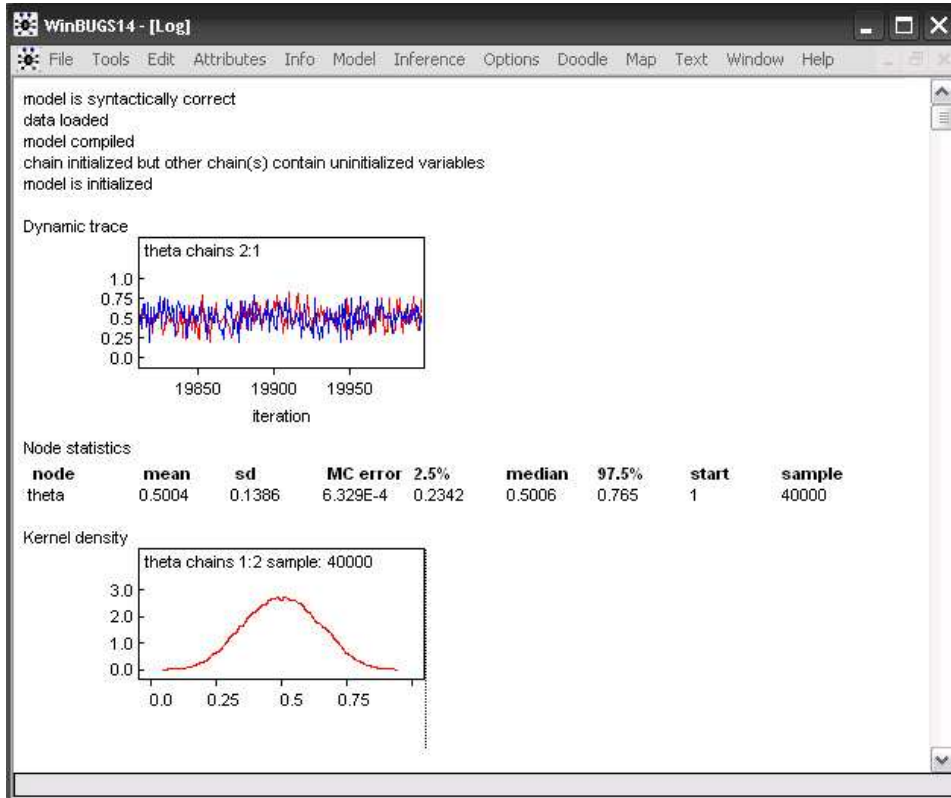 WinBUGS14 - [Log]
File Tools Edit Attributes Info Model Inference Options Doodle Map Text Window Help
model is syntactically correct
data loaded
model compiled
chain initialized but other chain(s) contain uninitialized variables
model is initialized
Dynamic trace
theta chains 2:1
1.0
0.75
0.5
0.25
0.0
19850 19900 19950
iteration
Node statistics
node mean sd MC error 2.5% median 97.5% start sample
theta 0.5004 0.1386 6.329E-4 0.2342 0.5006 0.765 1 40000
Kernel density
theta chains 1:2 sample: 40000
3.0
2.0
1.0
0.0
0.0 0.25 0.5 0.75